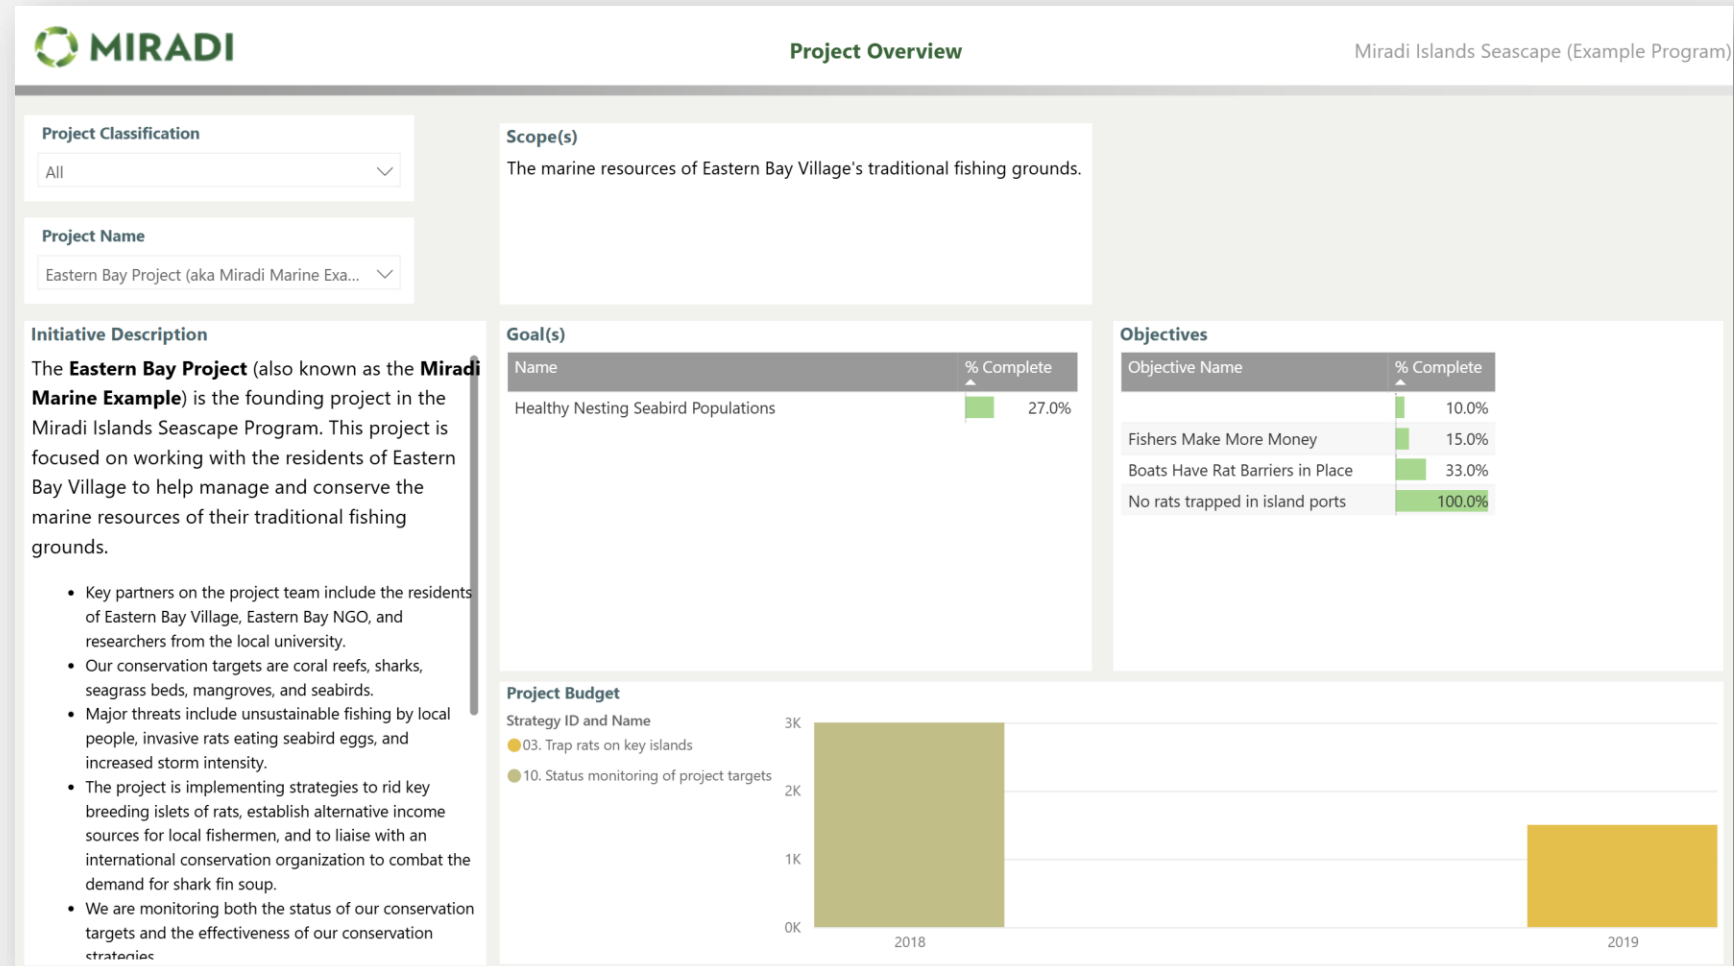 MIRADI
Project Overview
Miradi Islands Seascape (Example Program)
Project Classification
All
Project Name
Eastern Bay Project (aka Miradi Marine Exa...
Scope(s)
The marine resources of Eastern Bay Village's traditional fishing grounds.
Initiative Description
The Eastern Bay Project (also known as the Miradi
Marine Example) is the founding project in the
Miradi Islands Seascape Program. This project is
focused on working with the residents of Eastern
Bay Village to help manage and conserve the
marine resources of their traditional fishing
grounds.
• Key partners on the project team include the residents
of Eastern Bay Village, Eastern Bay NGO, and
researchers from the local university.
• Our conservation targets are coral reefs, sharks,
seagrass beds, mangroves, and seabirds.
• Major threats include unsustainable fishing by local
people, invasive rats eating seabird eggs, and
increased storm intensity.
• The project is implementing strategies to rid key
breeding islets of rats, establish alternative income
sources for local fishermen, and to liaise with an
international conservation organization to combat the
demand for shark fin soup.
• We are monitoring both the status of our conservation
targets and the effectiveness of our conservation
strategies
Goal(s)
Name % Complete
Healthy Nesting Seabird Populations 27.0%
Objectives
Objective Name % Complete
10.0%
Fishers Make More Money 15.0%
Boats Have Rat Barriers in Place 33.0%
No rats trapped in island ports 100.0%
Project Budget
Strategy ID and Name
03. Trap rats on key islands
10. Status monitoring of project targets
3K
2K
1K
0K
2018 2019